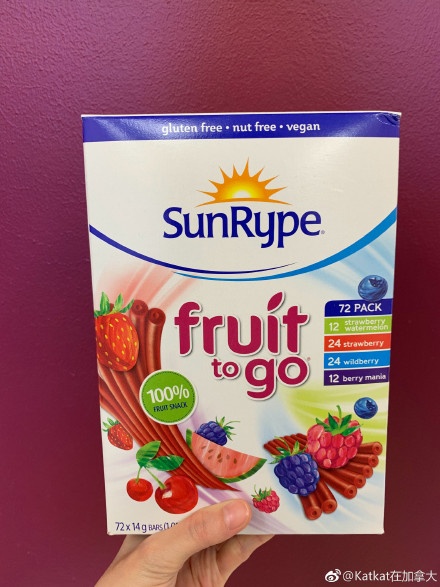 gluten free • nut free • vegan
SunRype®
fruit
to go®
72 PACK
12 strawberry watermelon
24 strawberry
24 wildberry
12 berry mania
100%
FRUIT SNACK
72 x 14 g BARS
@Katkat在加拿大